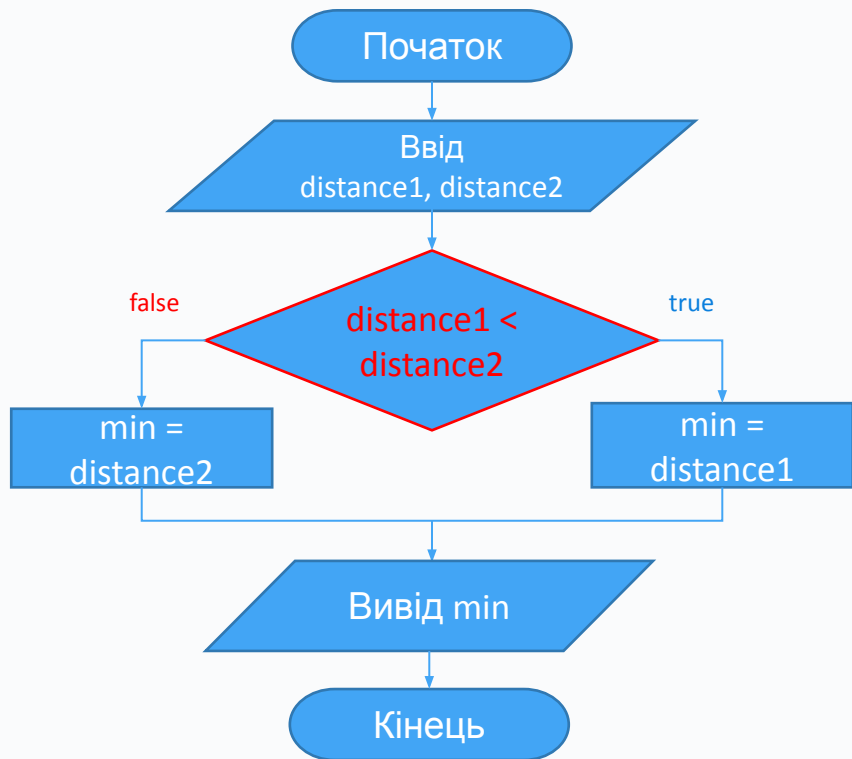 Початок
Ввід
distance1, distance2
false
true
distance1 <
distance2
min =
distance2
min =
distance1
Вивід min
Кінець